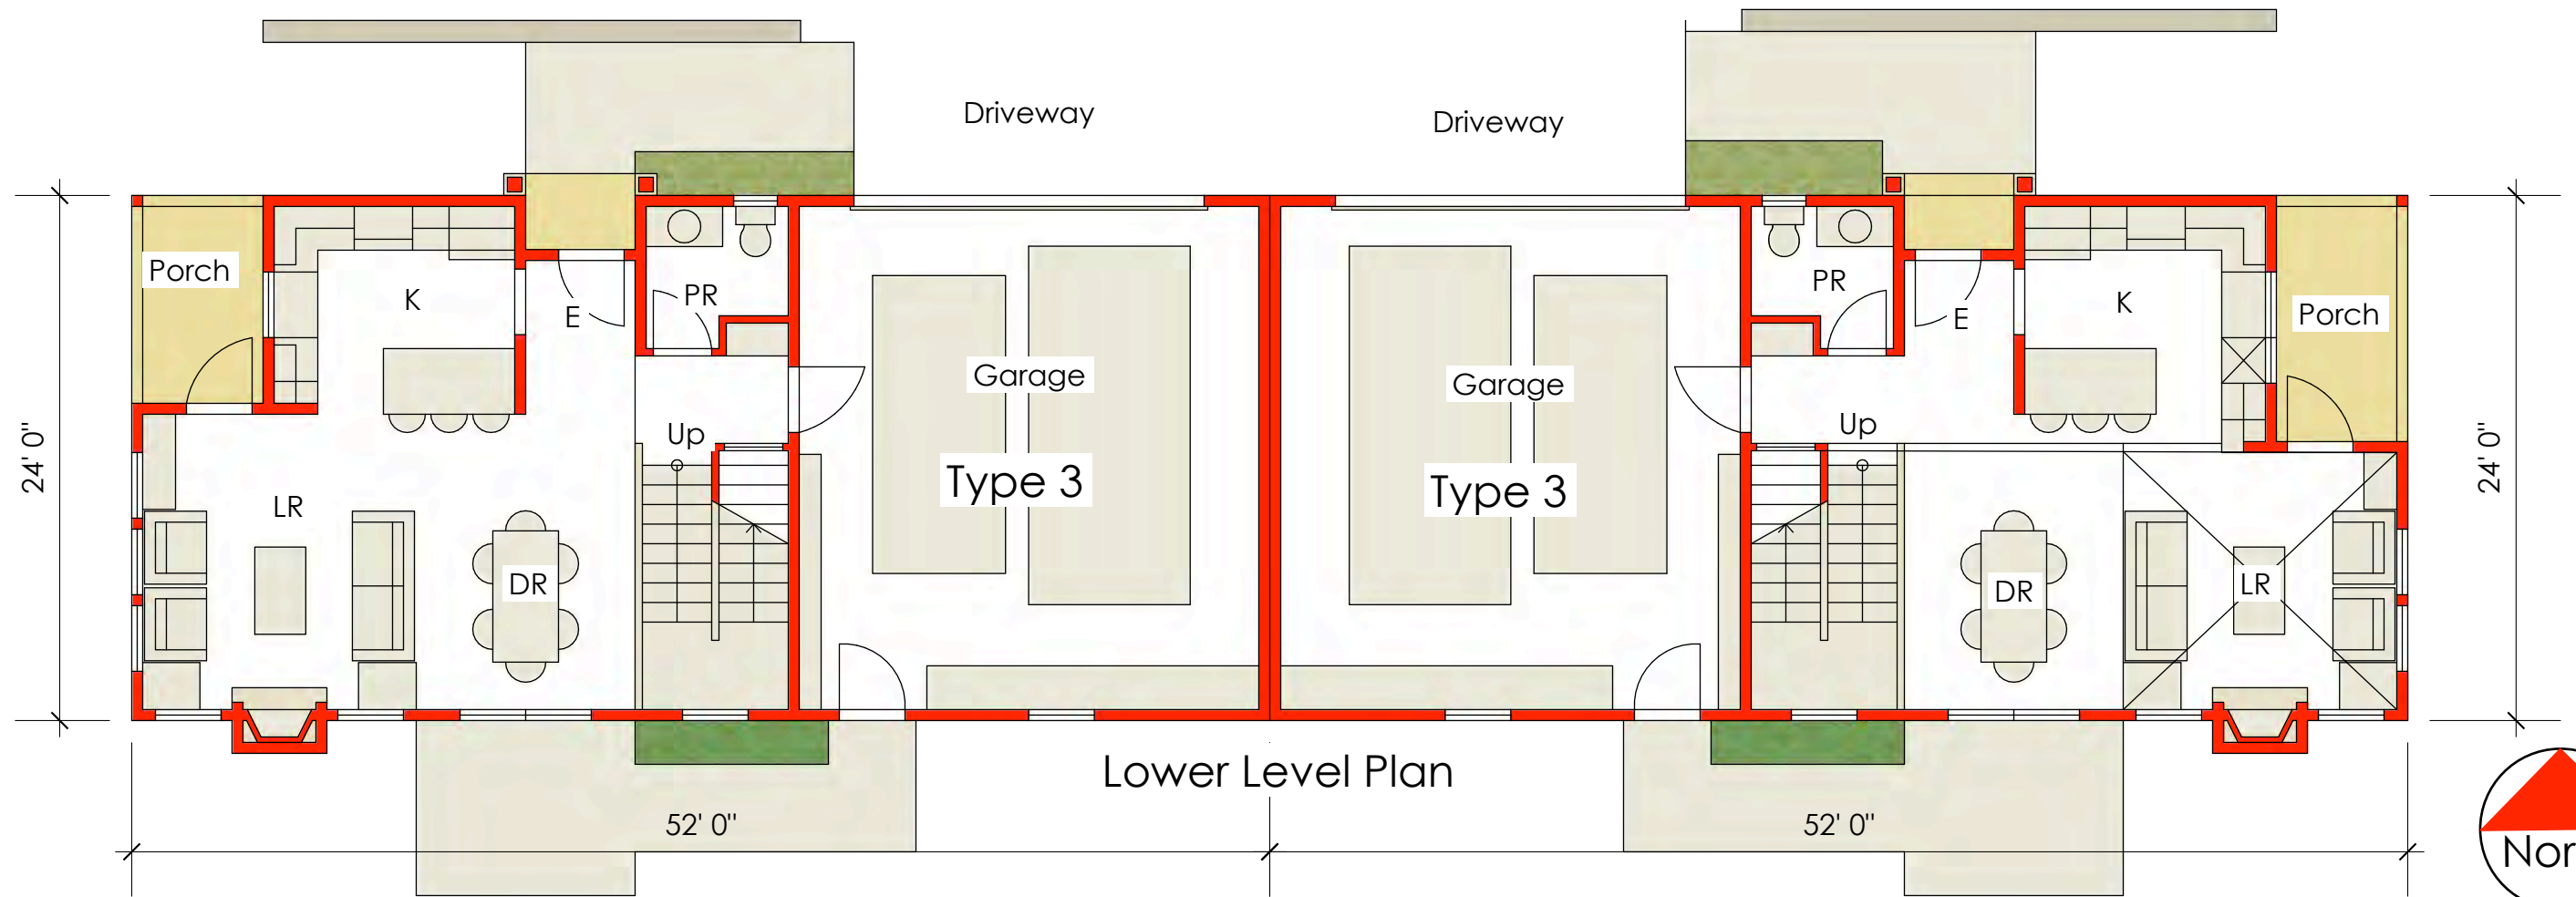 Driveway
Driveway
Porch
K
E
PR
Garage
Up
Type 3
LR
DR
24' 0"
PR
E
K
Porch
Garage
Up
Type 3
DR
LR
24' 0"
Lower Level Plan
52' 0"
52' 0"
Nor